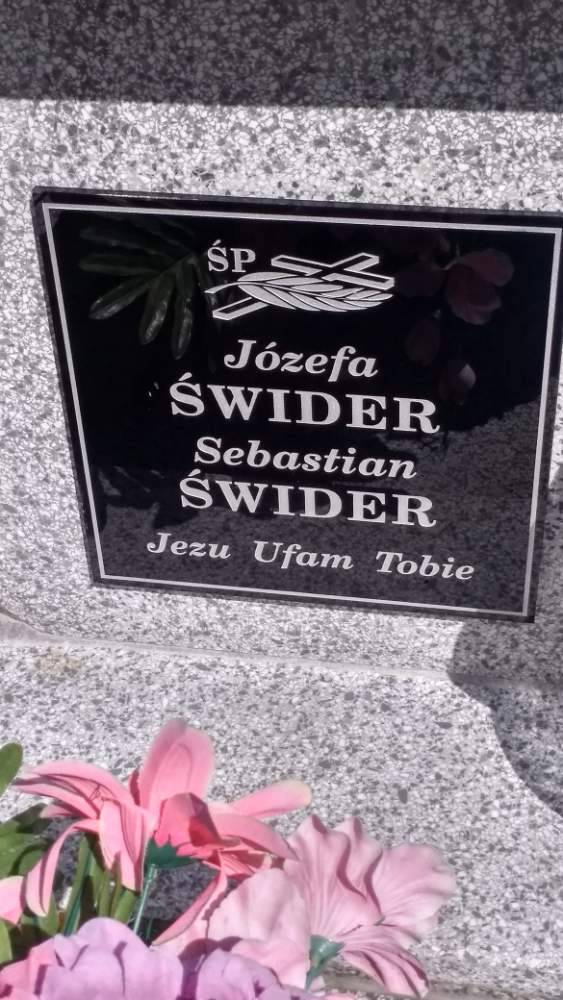 ŚP
Józefa
ŚWIDER
Sebastian
ŚWIDER
Jezu Ufam Tobie